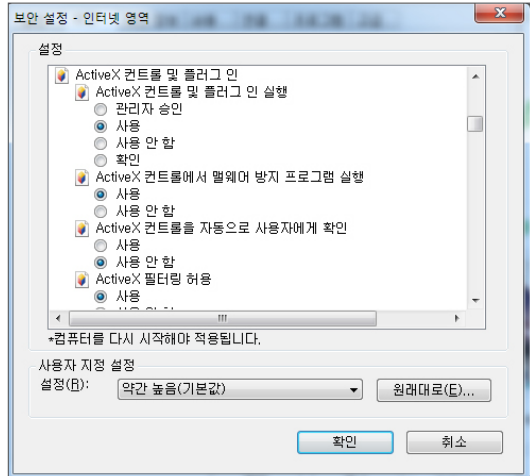 보안 설정 - 인터넷 영역
설정
ActiveX 컨트롤 및 플러그 인
ActiveX 컨트롤 및 플러그 인 실행
관리자 승인
사용
사용 안 함
확인
ActiveX 컨트롤에서 맬웨어 방지 프로그램 실행
사용
사용 안 함
ActiveX 컨트롤을 자동으로 사용자에게 확인
사용
사용 안 함
ActiveX 필터링 허용
사용
*컴퓨터를 다시 시작해야 적용됩니다.
사용자 지정 설정
설정(R): 약간 높음(기본값) 원래대로(E)...
확인 취소